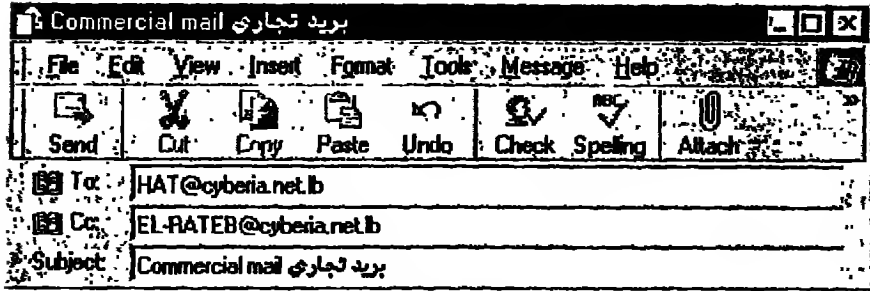 Commercial mail بريد تجاري
File Edit View Insert Format Tools Message Help
Send Cut Copy Paste Undo Check Spelling Attach
To: HAT@cyberia.net.lb
Cc: EL-RATEB@cyberia.net.lb
Subject: Commercial mail بريد تجاري